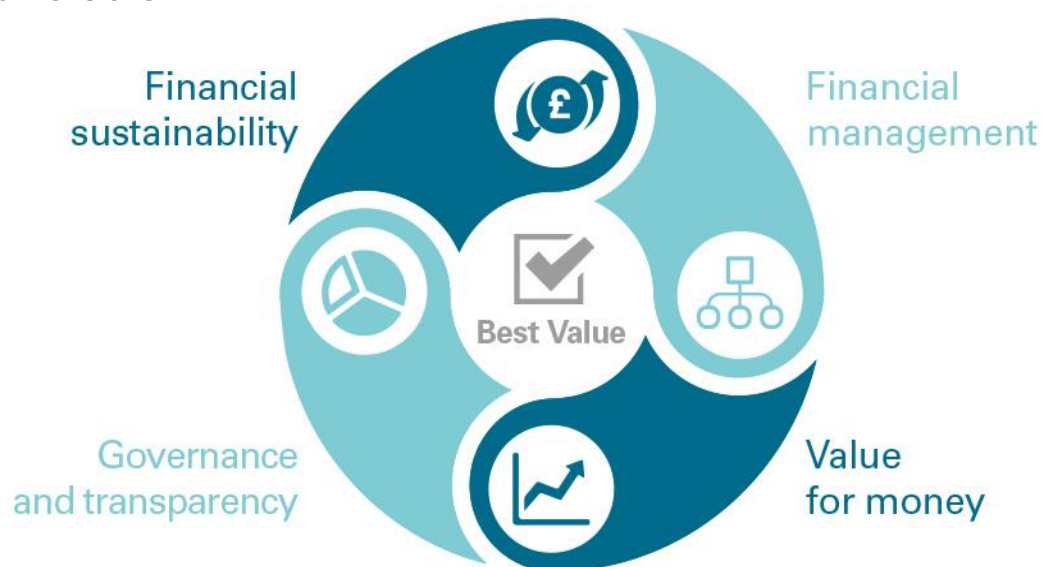 Financial
sustainability
Financial
management
£
Best Value
Governance
and transparency
Value
for money